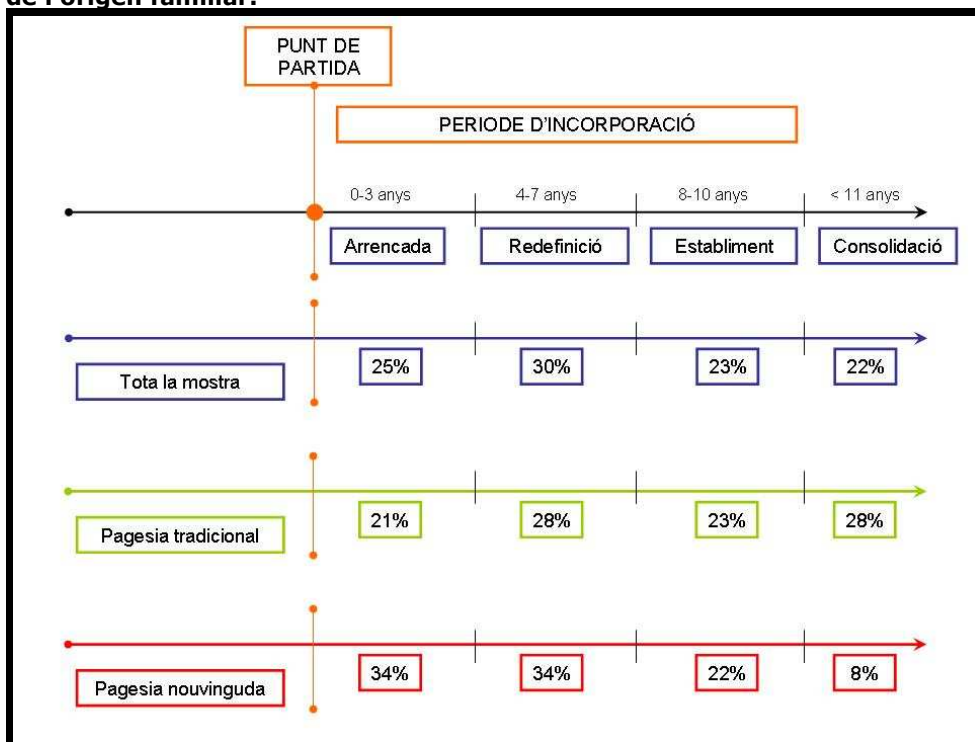 de l'origen familiar.
PUNT DE
PARTIDA
PERIODE D'INCORPORACIÓ
0-3 anys
4-7 anys
8-10 anys
< 11 anys
Arrencada
Redefinició
Establiment
Consolidació
Tota la mostra
25%
30%
23%
22%
Pagesia tradicional
21%
28%
23%
28%
Pagesia nouvinguda
34%
34%
22%
8%